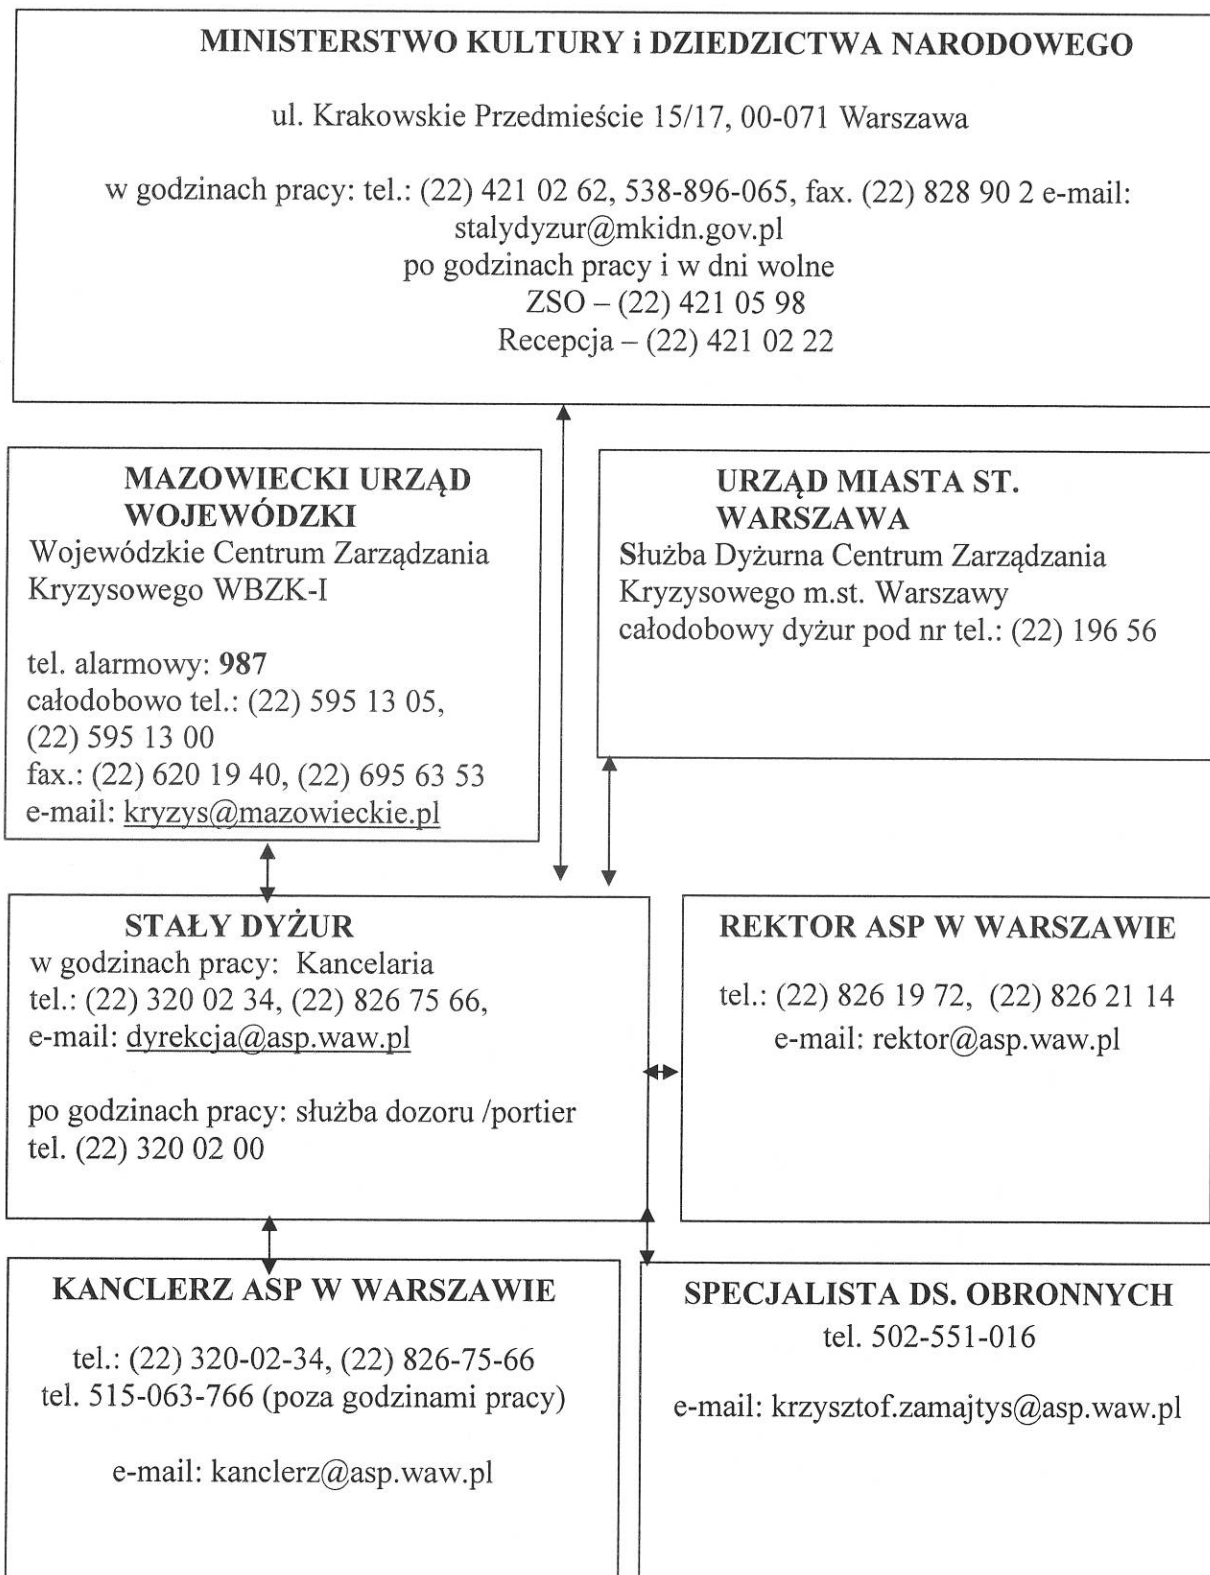 MINISTERSTWO KULTURY i DZIEDZICTWA NARODOWEGO
ul. Krakowskie Przedmieście 15/17, 00-071 Warszawa
w godzinach pracy: tel.: (22) 421 02 62, 538-896-065, fax. (22) 828 90 2 e-mail:
stalydyzur@mkidn.gov.pl
po godzinach pracy i w dni wolne
ZSO – (22) 421 05 98
Recepcja – (22) 421 02 22
MAZOWIECKI URZĄD
WOJEWÓDZKI
Wojewódzkie Centrum Zarządzania
Kryzysowego WBZK-I
tel. alarmowy: 987
całodobowo tel.: (22) 595 13 05,
(22) 595 13 00
fax.: (22) 620 19 40, (22) 695 63 53
e-mail: kryzys@mazowieckie.pl
URZĄD MIASTA ST.
WARSZAWA
Służba Dyżurna Centrum Zarządzania
Kryzysowego m.st. Warszawy
całodobowy dyżur pod nr tel.: (22) 196 56
STAŁY DYŻUR
w godzinach pracy: Kancelaria
tel.: (22) 320 02 34, (22) 826 75 66,
e-mail: dyrekcja@asp.waw.pl
po godzinach pracy: służba dozoru /portier
tel. (22) 320 02 00
REKTOR ASP W WARSZAWIE
tel.: (22) 826 19 72, (22) 826 21 14
e-mail: rektor@asp.waw.pl
KANCLERZ ASP W WARSZAWIE
tel.: (22) 320-02-34, (22) 826-75-66
tel. 515-063-766 (poza godzinami pracy)
e-mail: kanclerz@asp.waw.pl
SPECJALISTA DS. OBRONNYCH
tel. 502-551-016
e-mail: krzysztof.zamajtys@asp.waw.pl